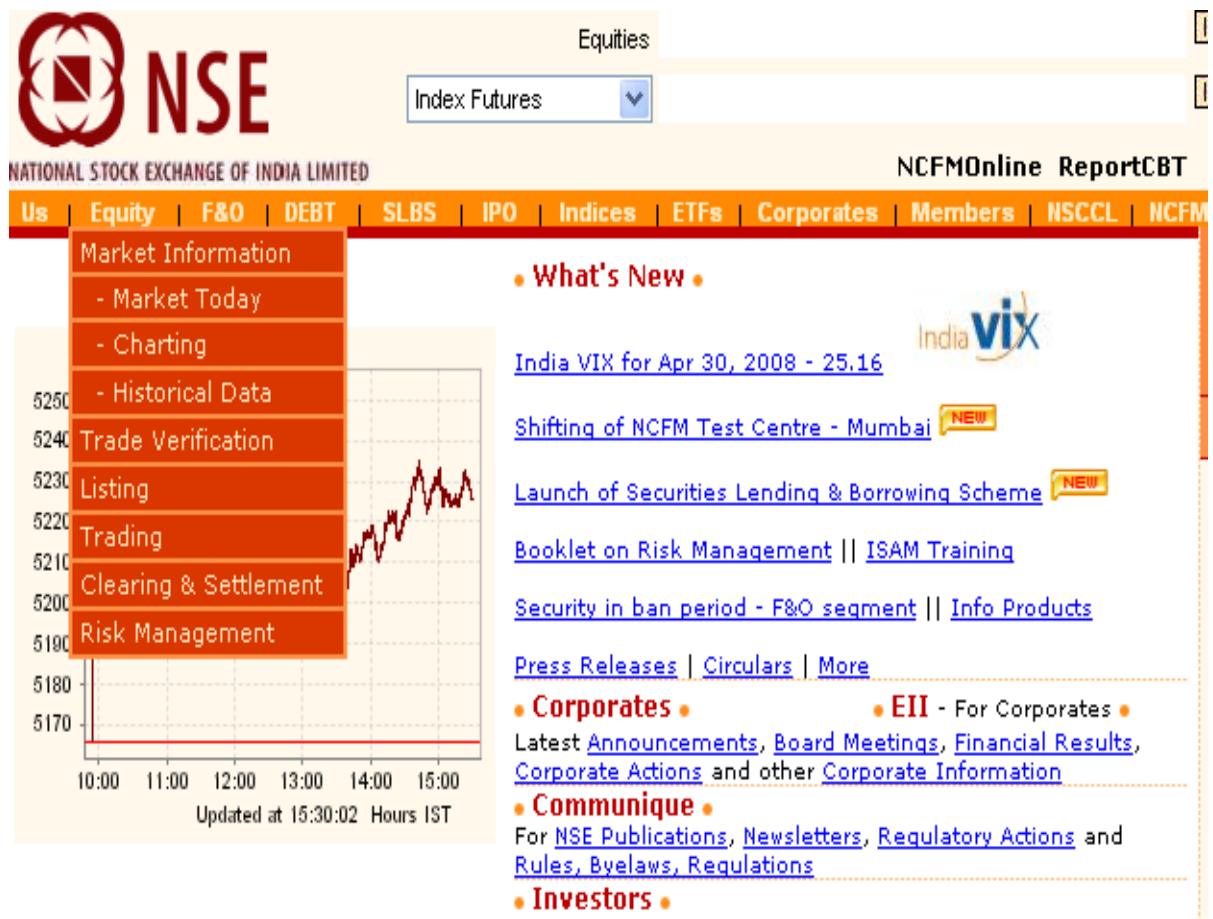 Equities
NSE
Index Futures
NATIONAL STOCK EXCHANGE OF INDIA LIMITED
NCFMOnline ReportCBT
Us | Equity | F&O | DEBT | SLBS | IPO | Indices | ETFs | Corporates | Members | NSCCL | NCFM
Market Information
- Market Today
- Charting
- Historical Data
Trade Verification
Listing
Trading
Clearing & Settlement
Risk Management
5250
5240
5230
5220
5210
5200
5190
5180
5170
10:00 11:00 12:00 13:00 14:00 15:00
Updated at 15:30:02 Hours IST
• What's New •
India VIX
India VIX for Apr 30, 2008 - 25.16
Shifting of NCFM Test Centre - Mumbai NEW
Launch of Securities Lending & Borrowing Scheme NEW
Booklet on Risk Management || ISAM Training
Security in ban period - F&O segment || Info Products
Press Releases | Circulars | More
• Corporates • • EII - For Corporates •
Latest Announcements, Board Meetings, Financial Results,
Corporate Actions and other Corporate Information
• Communique •
For NSE Publications, Newsletters, Regulatory Actions and
Rules, Byelaws, Regulations
• Investors •